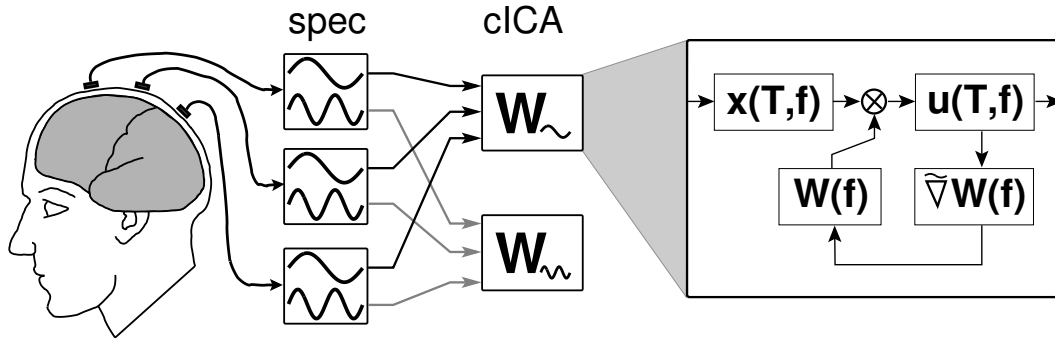 spec
cICA
W
W
x(T,f)
⊗
u(T,f)
W(f)
∇̃ W(f)